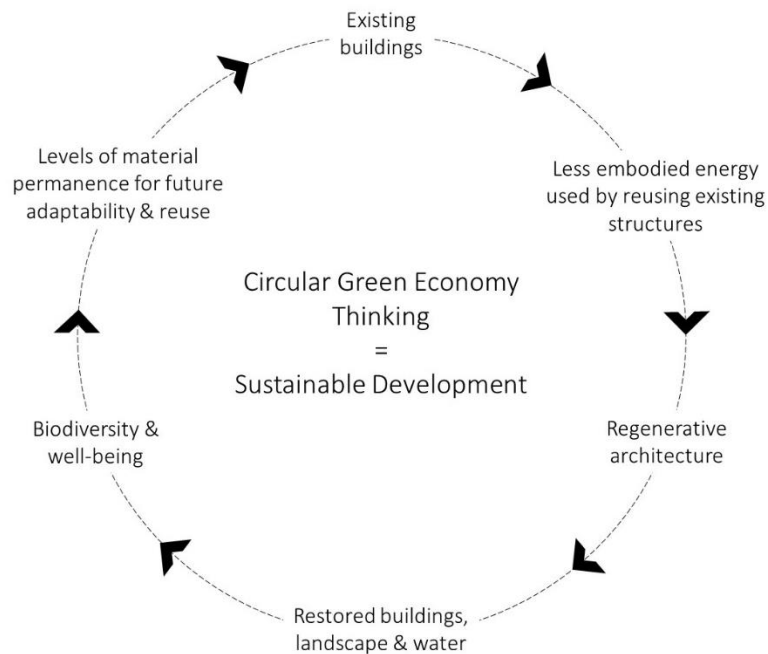 Existing
buildings
Less embodied energy
used by reusing existing
structures
Regenerative
architecture
Restored buildings,
landscape & water
Biodiversity &
well-being
Levels of material
permanence for future
adaptability & reuse
Circular Green Economy
Thinking
=
Sustainable Development